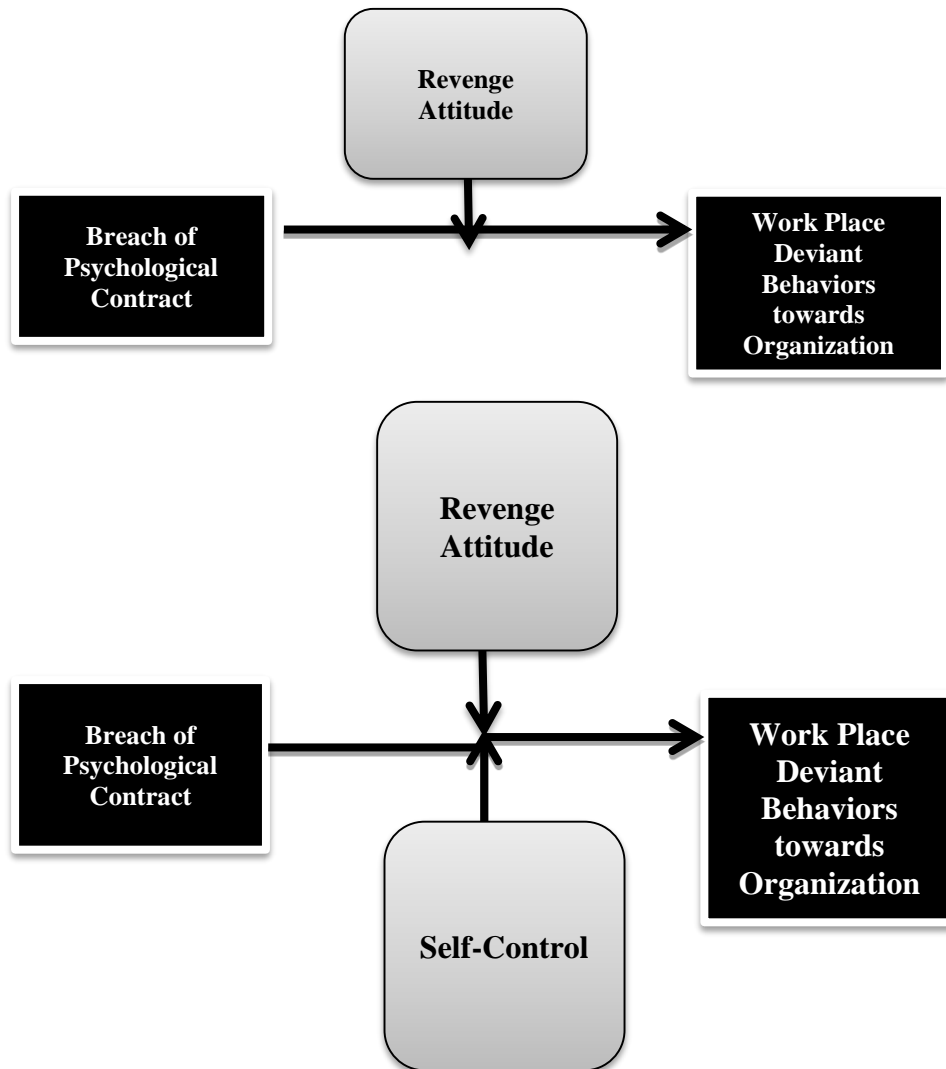 Revenge
Attitude
Breach of
Psychological
Contract
Work Place
Deviant
Behaviors
towards
Organization
Revenge
Attitude
Breach of
Psychological
Contract
Work Place
Deviant
Behaviors
towards
Organization
Self-Control